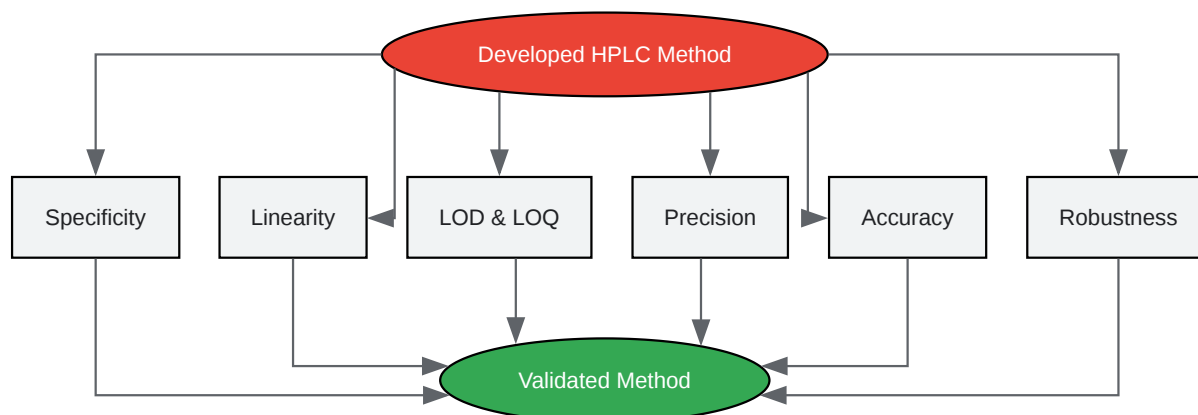 Developed HPLC Method
Specificity
Linearity
LOD & LOQ
Precision
Accuracy
Robustness
Validated Method